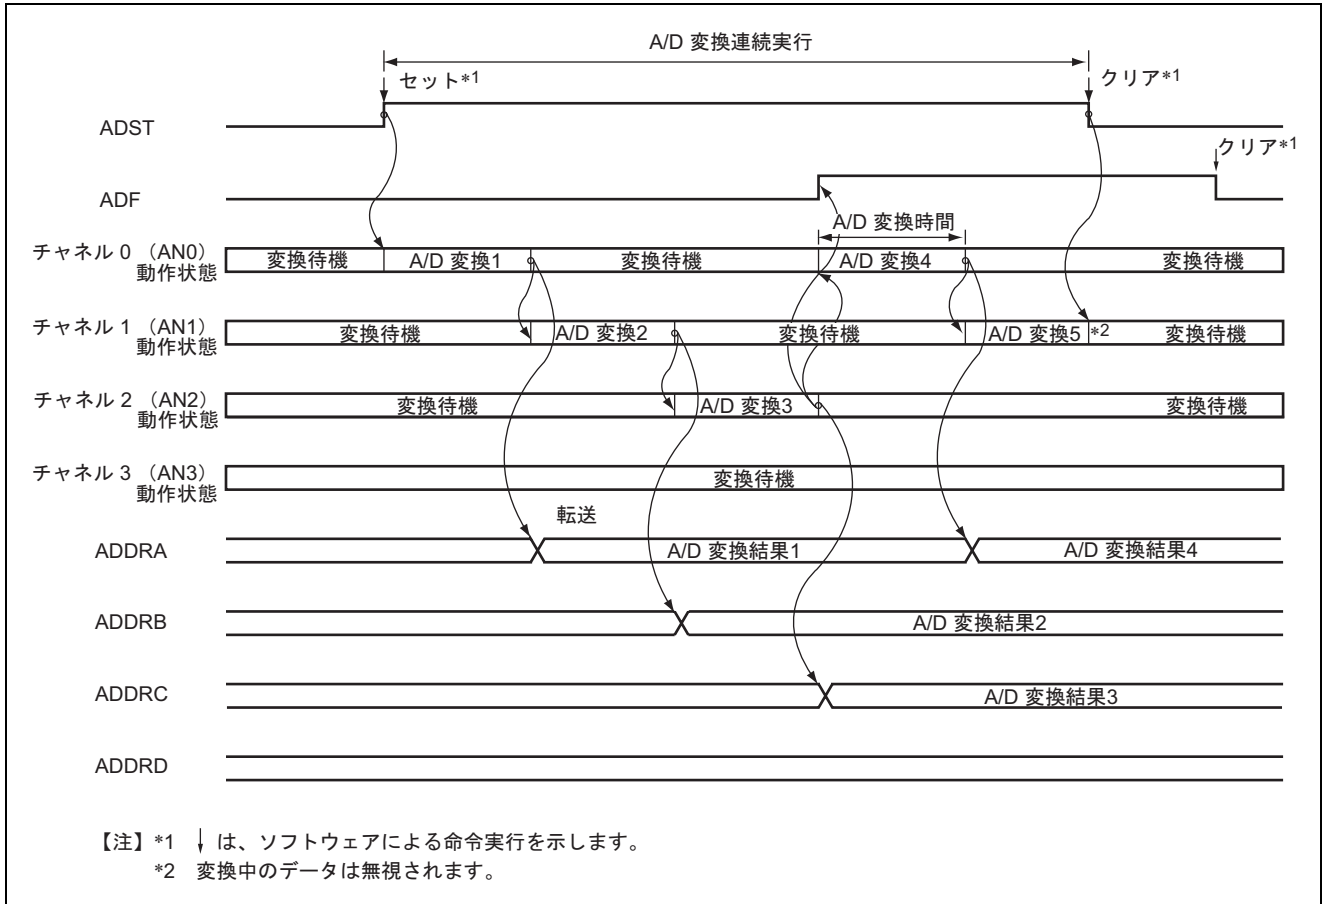 A/D 変換連続実行
セット*1
クリア*1
ADST
クリア*1
ADF
A/D 変換時間
チャネル 0 （AN0）
動作状態
変換待機 A/D 変換1 変換待機 A/D 変換4 変換待機
チャネル 1 （AN1）
動作状態
変換待機 A/D 変換2 変換待機 A/D 変換5 *2 変換待機
チャネル 2 （AN2）
動作状態
変換待機 A/D 変換3 変換待機
チャネル 3 （AN3）
動作状態
変換待機
転送
ADDRA A/D 変換結果1 A/D 変換結果4
ADDRB A/D 変換結果2
ADDRC A/D 変換結果3
ADDRD
【注】*1 ↓ は、ソフトウェアによる命令実行を示します。
*2 変換中のデータは無視されます。